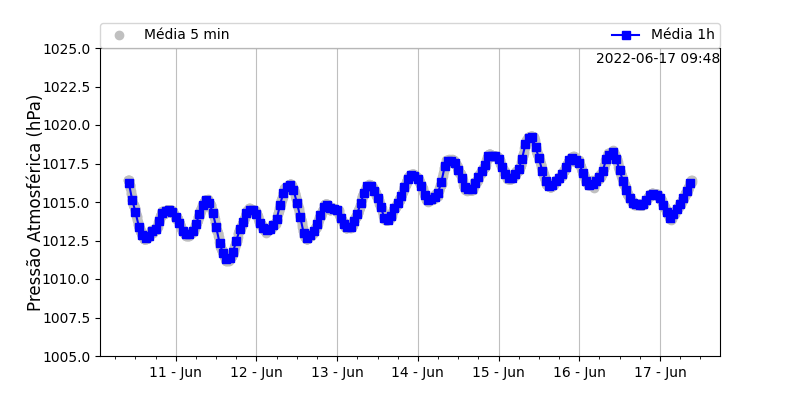 Média 5 min
Média 1h
2022-06-17 09:48
Pressão Atmosférica (hPa)
1025.0
1022.5
1020.0
1017.5
1015.0
1012.5
1010.0
1007.5
1005.0
11 - Jun
12 - Jun
13 - Jun
14 - Jun
15 - Jun
16 - Jun
17 - Jun